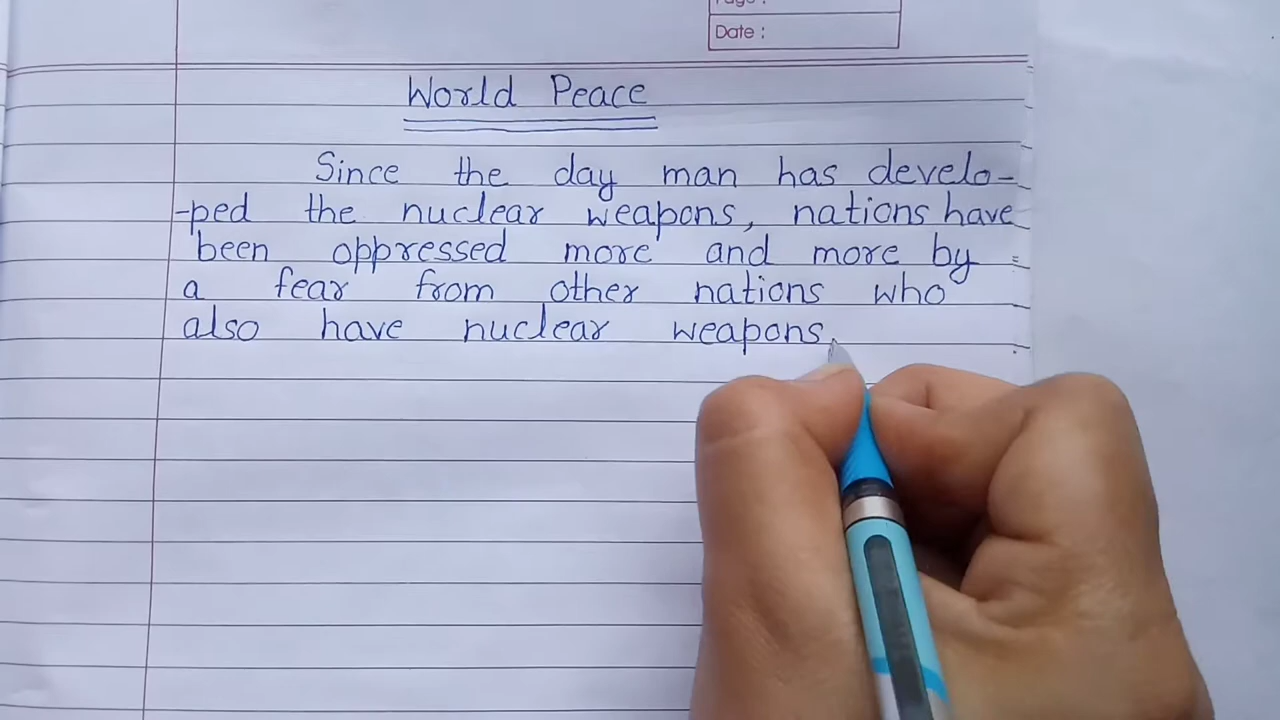 Page :
Date :
World Peace
Since the day man has develo-
-ped the nuclear weapons, nations have
been oppressed more and more by
a fear from other nations who
also have nuclear weapons.